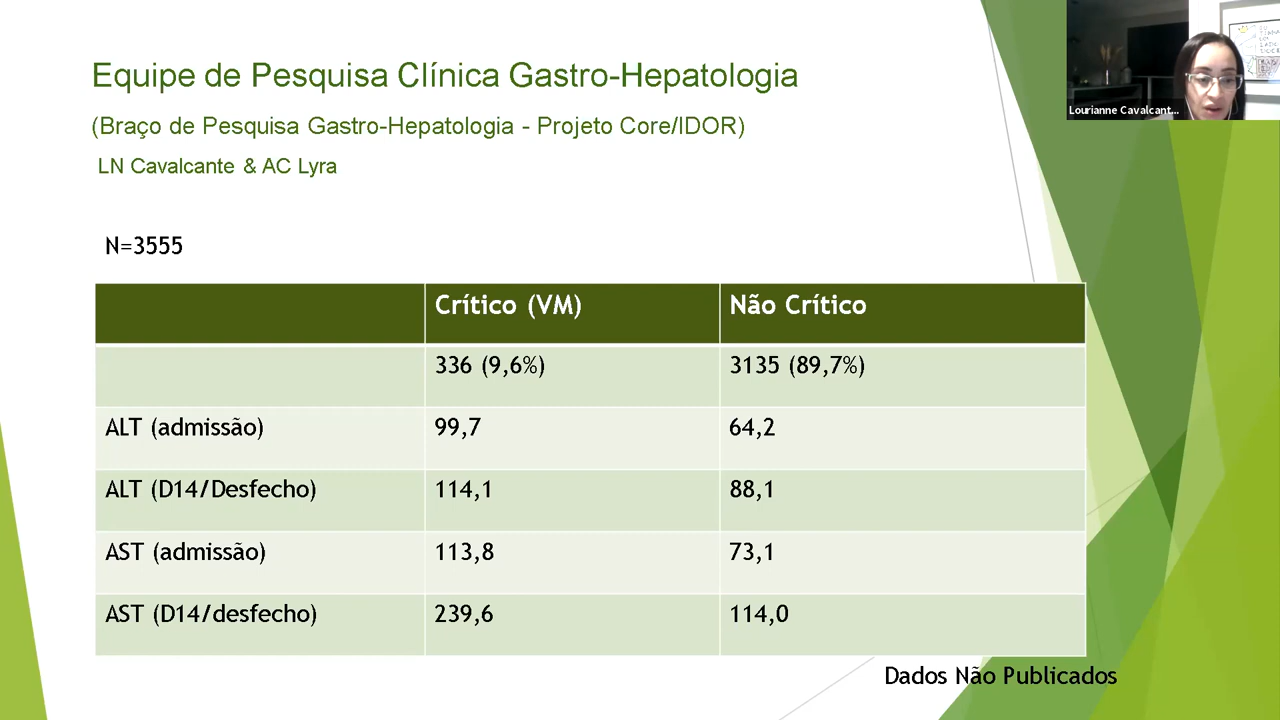 Equipe de Pesquisa Clínica Gastro-Hepatologia
(Braço de Pesquisa Gastro-Hepatologia - Projeto Core/IDOR)
LN Cavalcante & AC Lyra
Lourianne Cavalcant...
N=3555
Crítico (VM) Não Crítico
336 (9,6%) 3135 (89,7%)
ALT (admissão) 99,7 64,2
ALT (D14/Desfecho) 114,1 88,1
AST (admissão) 113,8 73,1
AST (D14/desfecho) 239,6 114,0
Dados Não Publicados